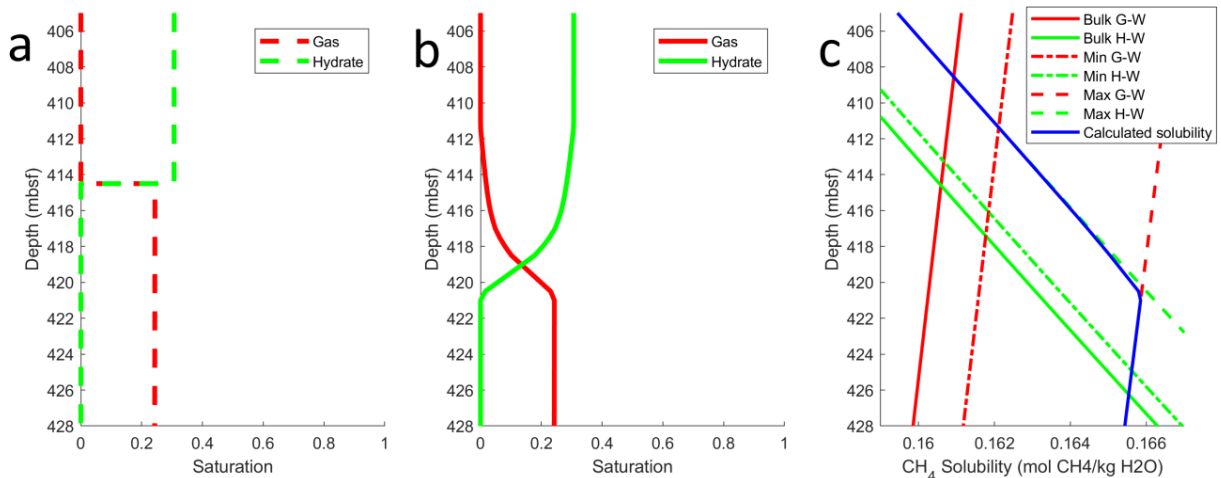 a
406
408
410
412
414
416
418
420
422
424
426
428
Depth (mbsf)
0
0.2
0.4
0.6
0.8
1
Saturation
Gas
Hydrate
b
406
408
410
412
414
416
418
420
422
424
426
428
Depth (mbsf)
0
0.2
0.4
0.6
0.8
1
Saturation
Gas
Hydrate
c
406
408
410
412
414
416
418
420
422
424
426
428
Depth (mbsf)
0.16
0.162
0.164
0.166
CH4 Solubility (mol CH4/kg H2O)
Bulk G-W
Bulk H-W
Min G-W
Min H-W
Max G-W
Max H-W
Calculated solubility